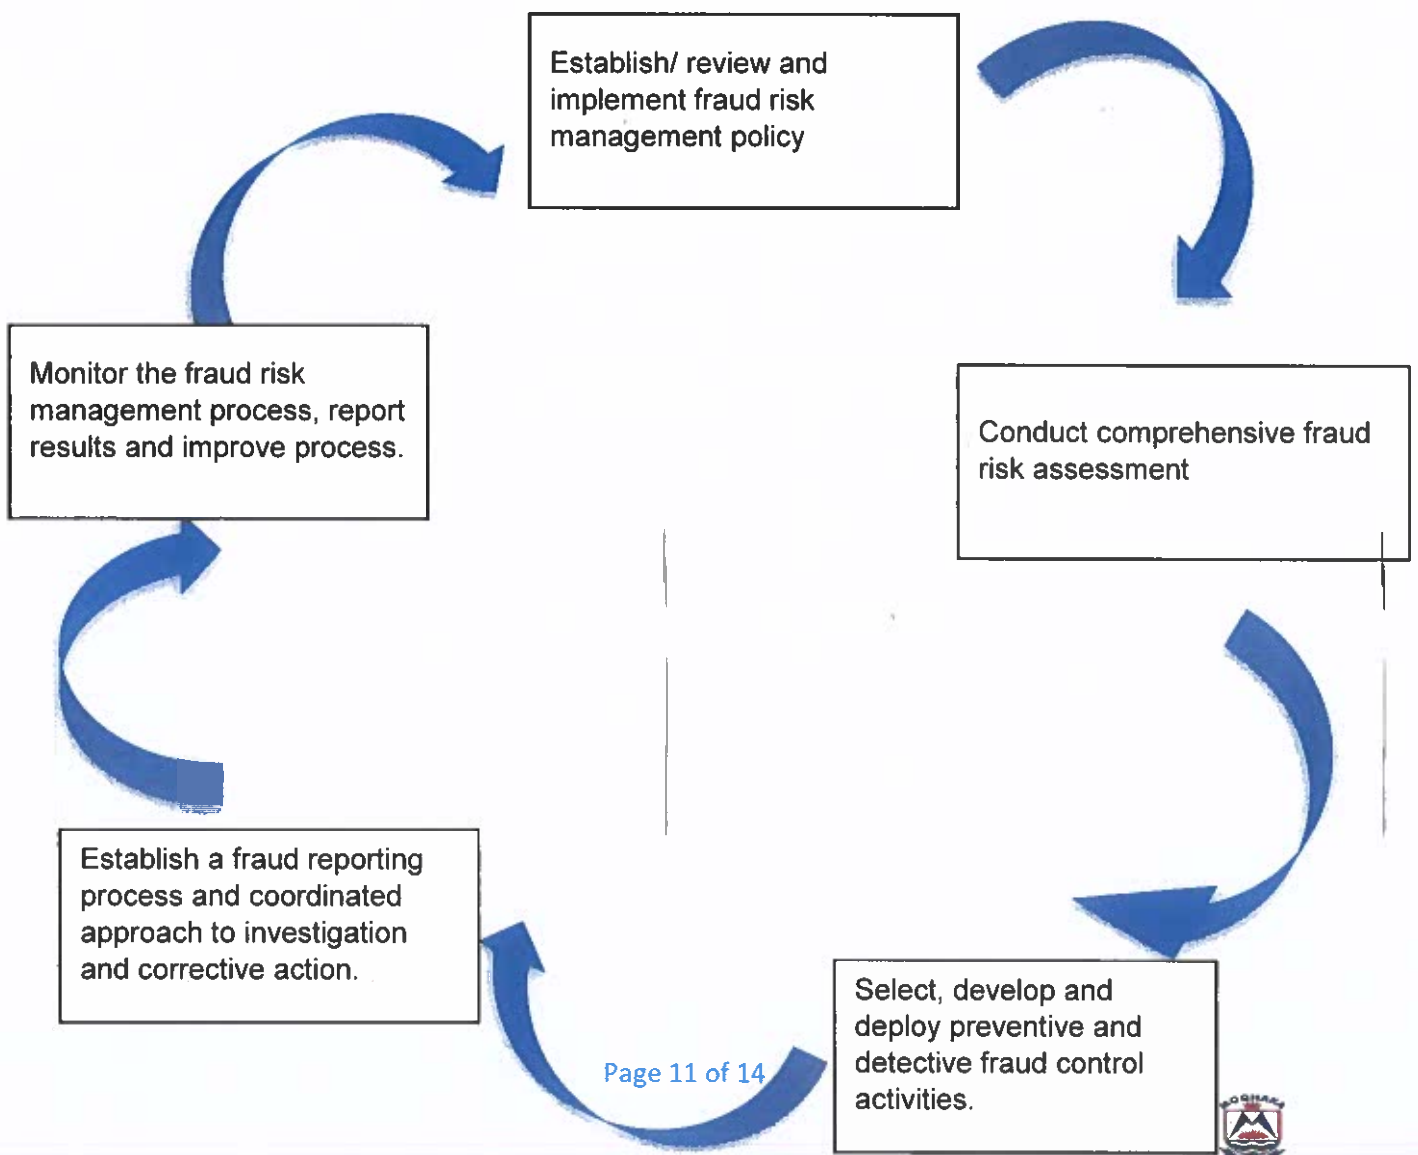 Establish/ review and
implement fraud risk
management policy
Monitor the fraud risk
management process, report
results and improve process.
Conduct comprehensive fraud
risk assessment
Establish a fraud reporting
process and coordinated
approach to investigation
and corrective action.
Select, develop and
deploy preventive and
detective fraud control
activities.
Page 11 of 14
MOQHAKA